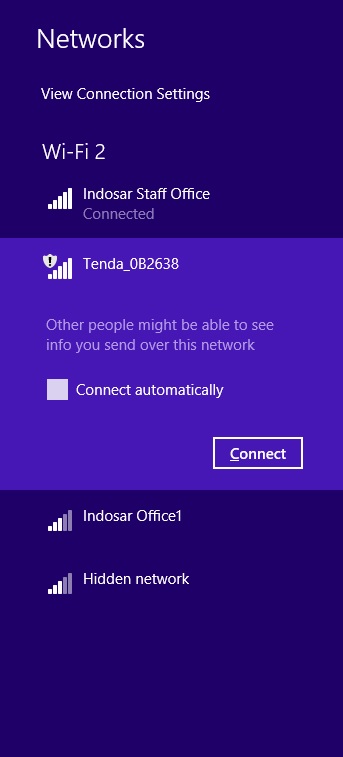 Networks
View Connection Settings
Wi-Fi 2
Indosar Staff Office
Connected
Tenda_0B2638
Other people might be able to see
info you send over this network
Connect automatically
Connect
Indosar Office1
Hidden network